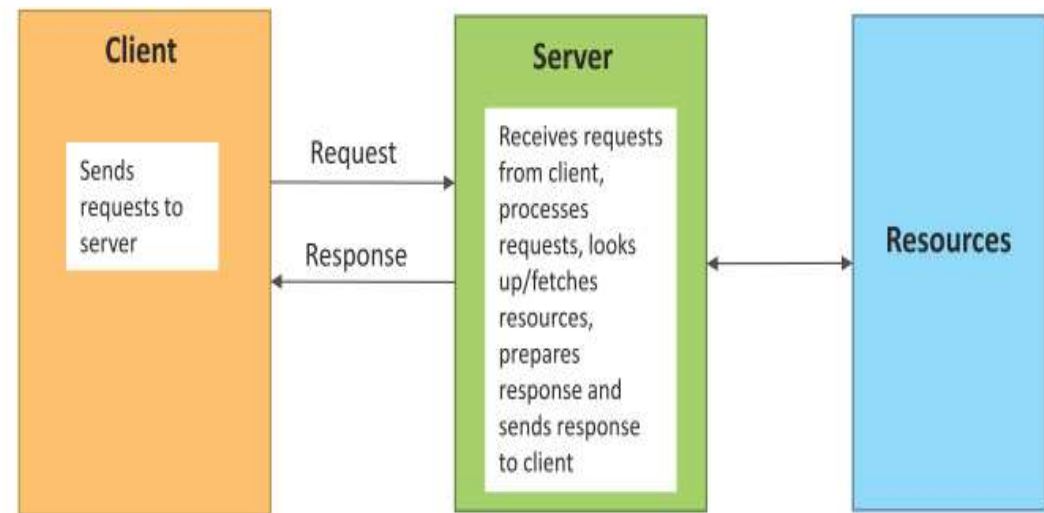 Client
Sends
requests to
server
Request
Response
Server
Receives requests
from client,
processes
requests, looks
up/fetches
resources,
prepares
response and
sends response
to client
Resources